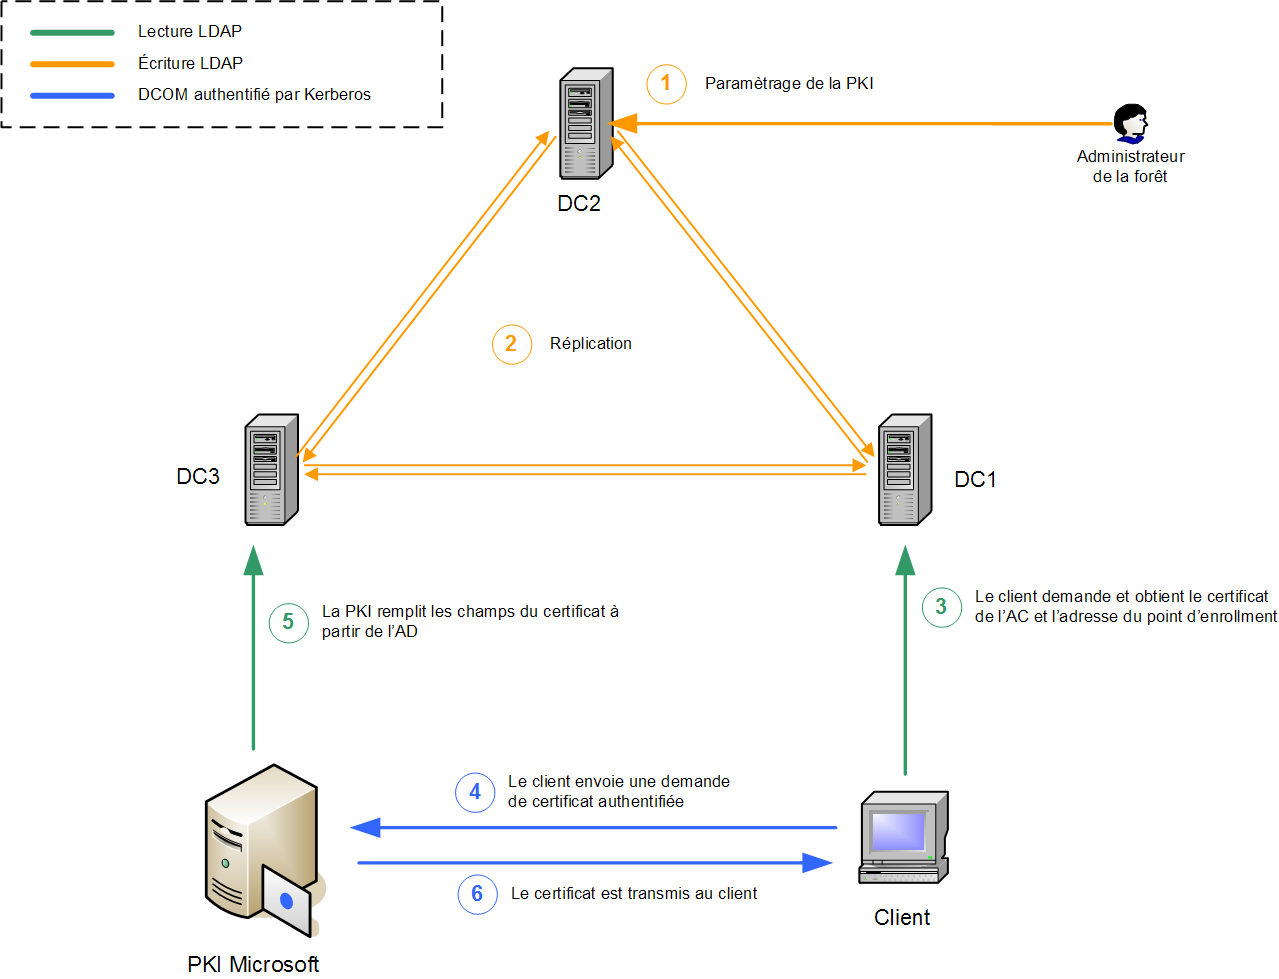 Lecture LDAP
Écriture LDAP
DCOM authentifié par Kerberos
1
Paramètrage de la PKI
Administrateur
de la forêt
DC2
2
Réplication
DC3
DC1
5
La PKI remplit les champs du certificat à
partir de l'AD
3
Le client demande et obtient le certificat
de l'AC et l'adresse du point d'enrollment
4
Le client envoie une demande
de certificat authentifiée
6
Le certificat est transmis au client
Client
PKI Microsoft